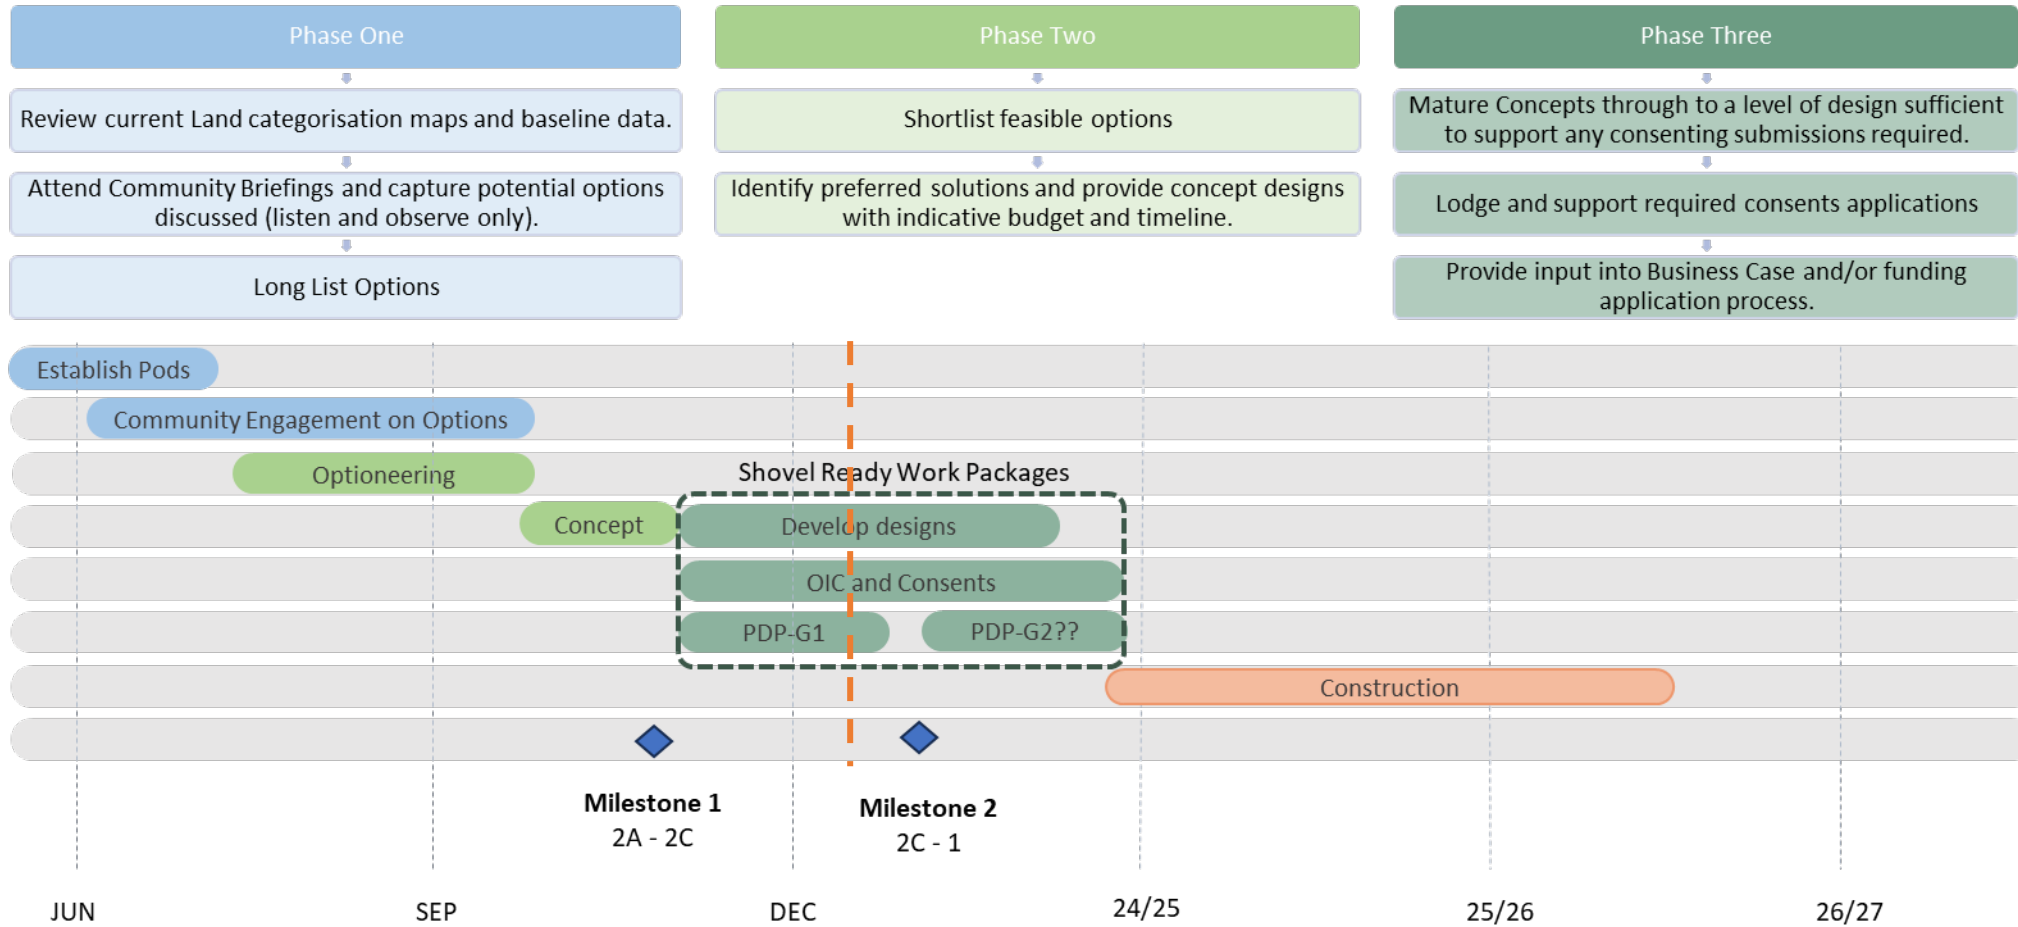 Phase One
Phase Two
Phase Three
Review current Land categorisation maps and baseline data.
Shortlist feasible options
Mature Concepts through to a level of design sufficient
to support any consenting submissions required.
Attend Community Briefings and capture potential options
discussed (listen and observe only).
Identify preferred solutions and provide concept designs
with indicative budget and timeline.
Lodge and support required consents applications
Long List Options
Provide input into Business Case and/or funding
application process.
Establish Pods
Community Engagement on Options
Optioneering
Shovel Ready Work Packages
Concept
Develop designs
OIC and Consents
PDP-G1
PDP-G2??
Construction
Milestone 1
2A - 2C
Milestone 2
2C - 1
JUN
SEP
DEC
24/25
25/26
26/27